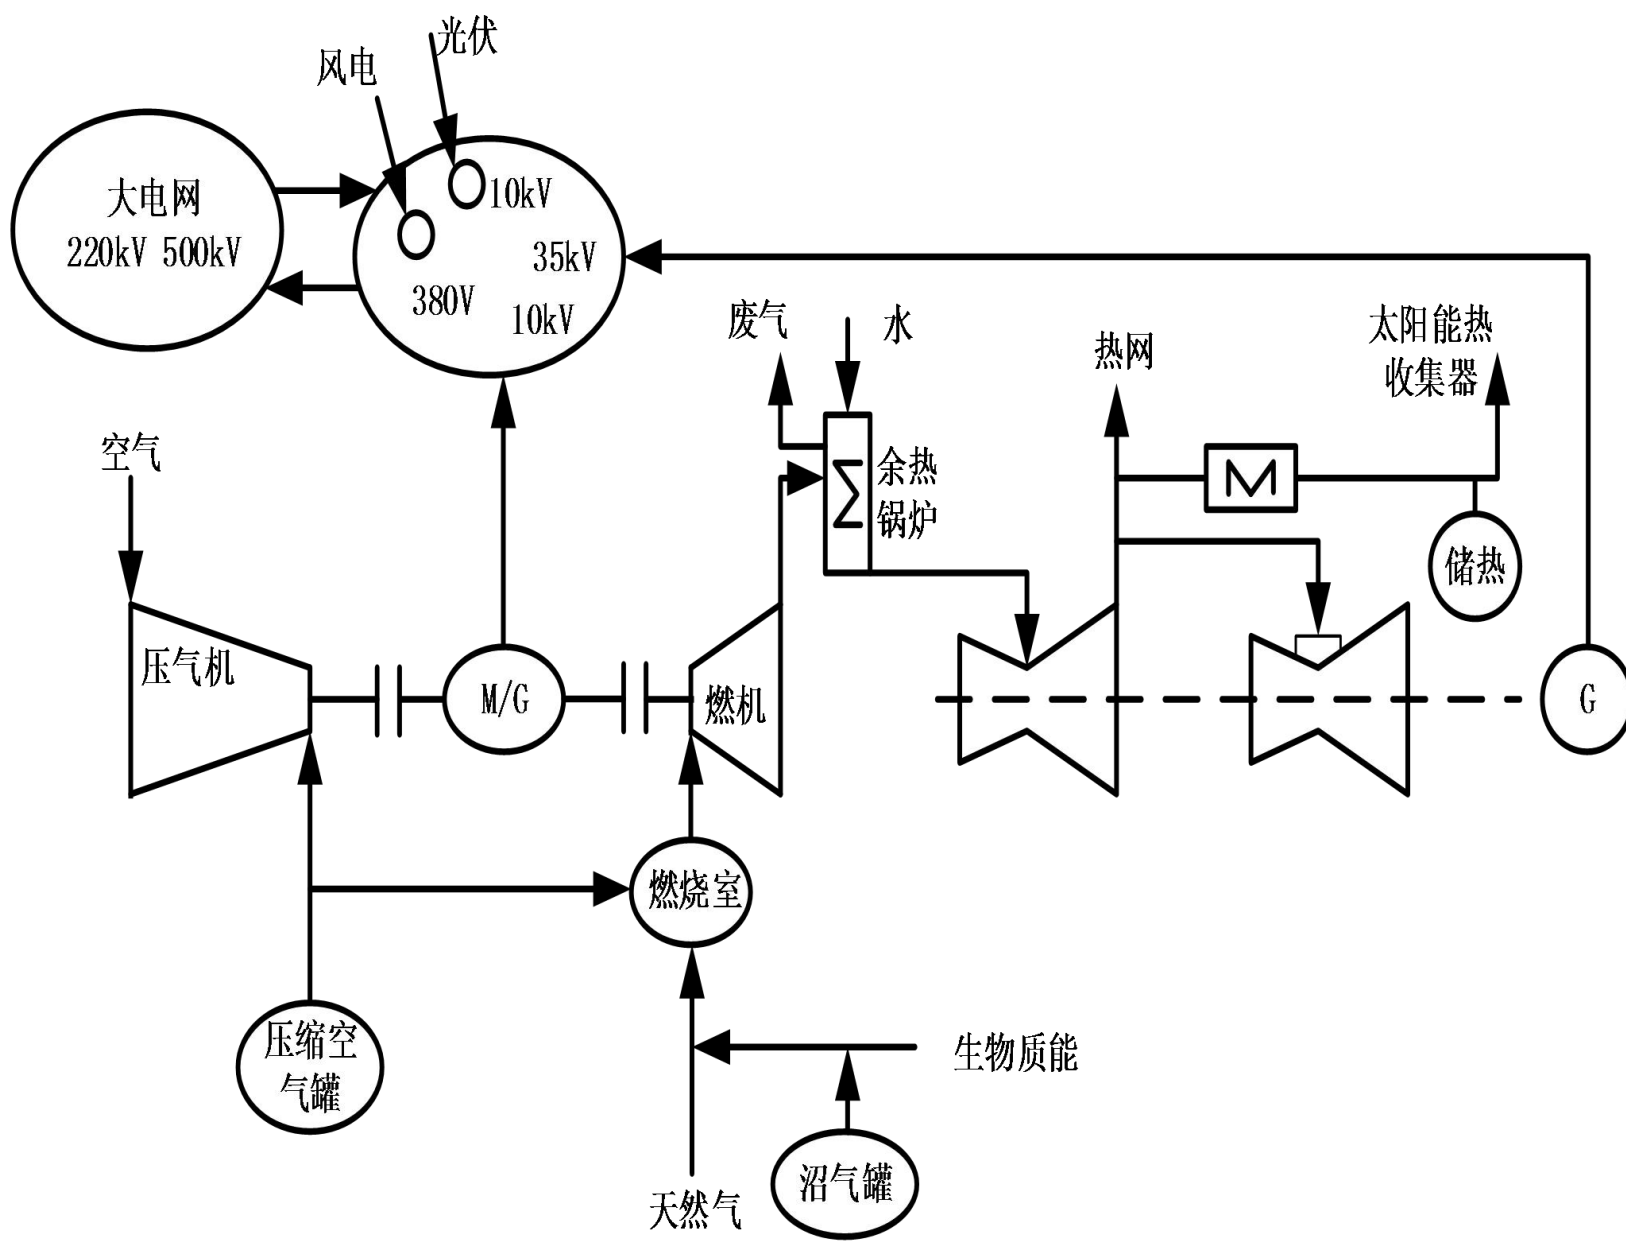 光伏
风电
大电网
220kV 500kV
10kV
35kV
380V
10kV
废气
水
热网
太阳能热
收集器
空气
余热
锅炉
M
储热
压气机
M/G
燃机
G
燃烧室
压缩空
气罐
生物质能
沼气罐
天然气